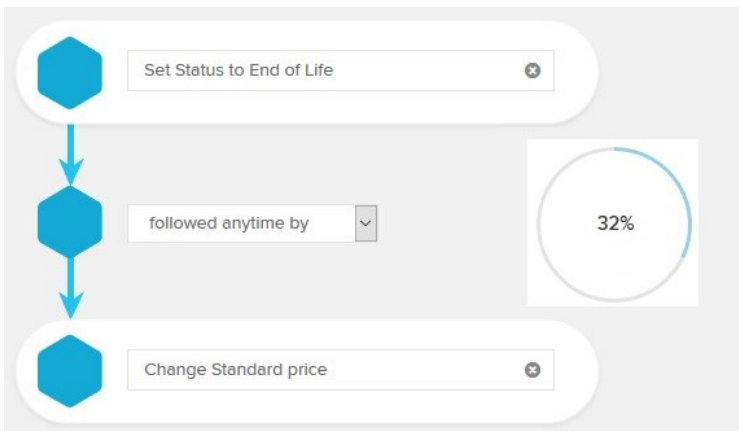 Set Status to End of Life
followed anytime by
32%
Change Standard price